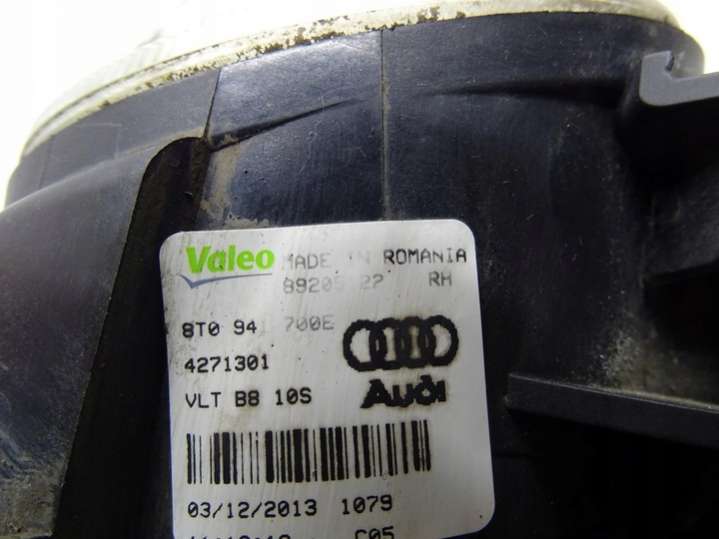 Valeo MADE IN ROMANIA
RH
8T0 94 700E
4271301
Audi
VLT B8 10S
03/12/2013 1079
C05